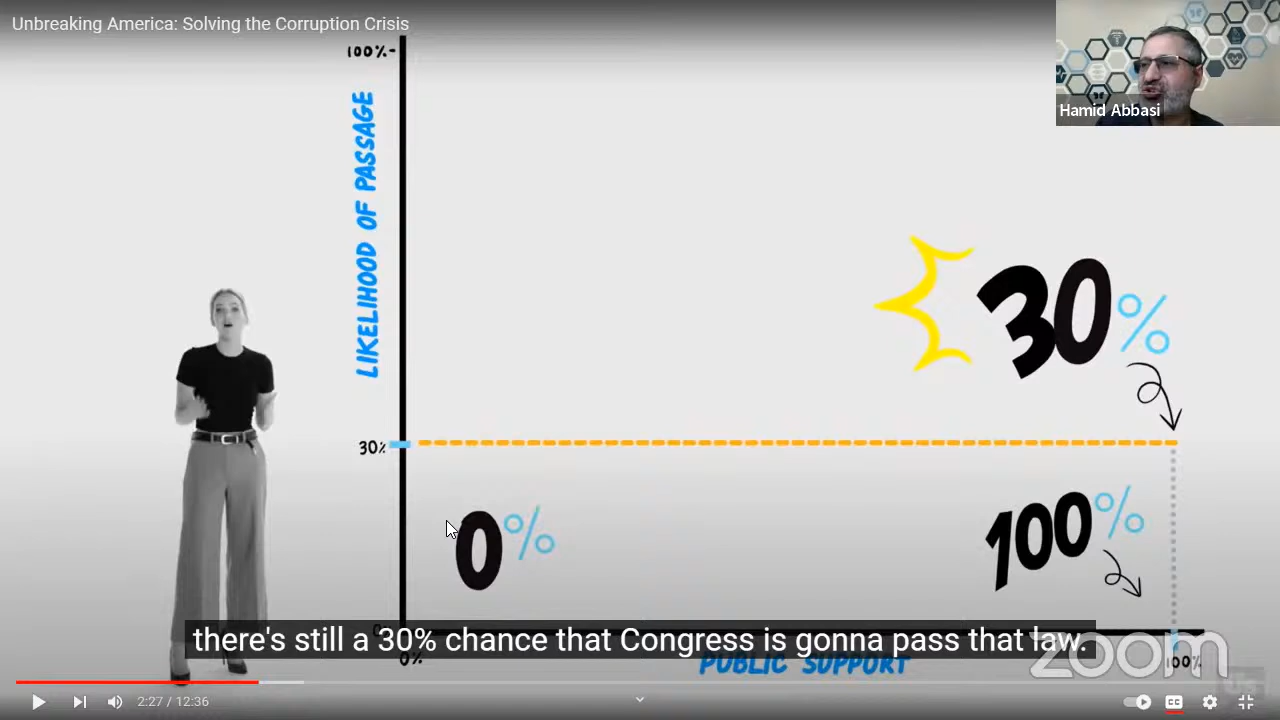 Unbreaking America: Solving the Corruption Crisis
100%-
Hamid Abbasi
LIKELIHOOD OF PASSAGE
30%
30%
0%
100%
there's still a 30% chance that Congress is gonna pass that law.
0%
PUBLIC SUPPORT
100%
zoom
2:27 / 12:36
CC